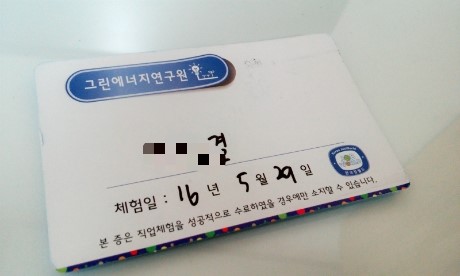 그린에너지연구원
결
체험일 : 16 년 5 월 29 일
본 증은 직업체험을 성공적으로 수료하였을 경우에만 소지할 수 있습니다.